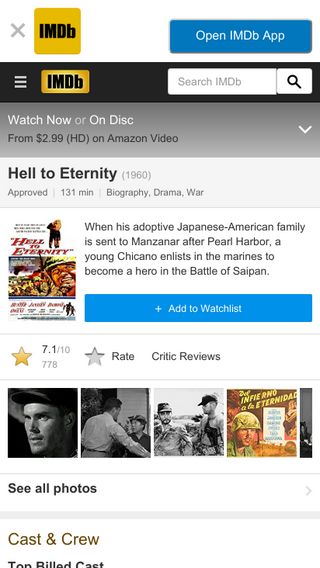 IMDb
Open IMDb App
IMDb
Search IMDb
Watch Now or On Disc
From $2.99 (HD) on Amazon Video
Hell to Eternity (1960)
Approved | 131 min | Biography, Drama, War
HELL
TO
ETERNITY
When his adoptive Japanese-American family
is sent to Manzanar after Pearl Harbor, a
young Chicano enlists in the marines to
become a hero in the Battle of Saipan.
+ Add to Watchlist
7.1/10
778
Rate
Critic Reviews
Del
INFIERNO
a la ETERNIDAD
See all photos
Cast & Crew
Top Billed Cast